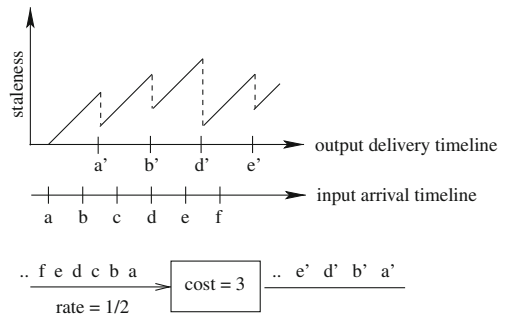 staleness
output delivery timeline
a’ b’ d’ e’
input arrival timeline
a b c d e f
.. f e d c b a
cost = 3
.. e’ d’ b’ a’
rate = 1/2